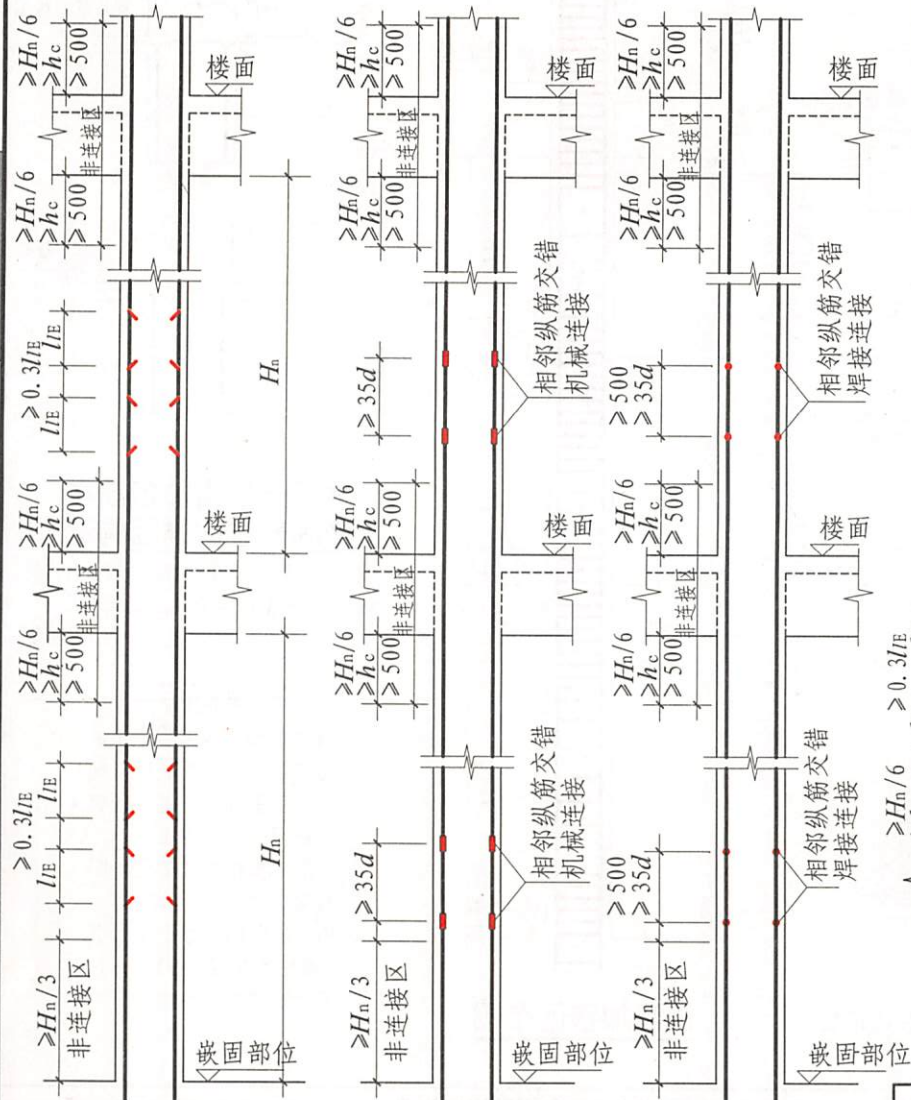 ≥Hn/6
≥hc
≥500
楼面
非连接区
≥Hn/6
≥hc
≥500
llE
≥0.3llE
llE
Hn
≥Hn/6
≥hc
≥500
楼面
非连接区
≥Hn/6
≥hc
≥500
llE
≥0.3llE
llE
Hn
≥Hn/3
非连接区
嵌固部位
≥Hn/6
≥hc
≥500
楼面
非连接区
≥Hn/6
≥hc
≥500
相邻纵筋交错
机械连接
≥35d
≥Hn/6
≥hc
≥500
楼面
非连接区
≥Hn/6
≥hc
≥500
相邻纵筋交错
机械连接
≥35d
≥Hn/3
非连接区
嵌固部位
≥Hn/6
≥hc
≥500
楼面
非连接区
≥Hn/6
≥hc
≥500
相邻纵筋交错
焊接连接
≥500
≥35d
≥Hn/6
≥hc
≥500
楼面
非连接区
≥Hn/6
≥hc
≥500
相邻纵筋交错
焊接连接
≥500
≥35d
≥Hn/3
非连接区
嵌固部位
≥0.3llE
≥Hn/6